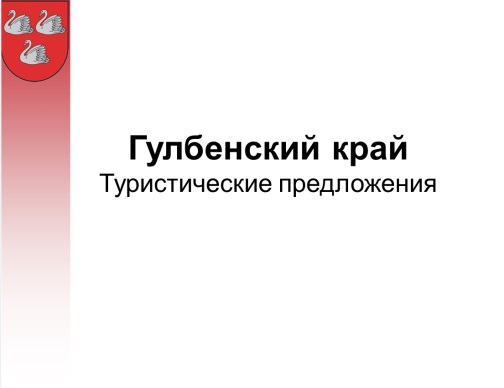 Гулбенский край
Туристические предложения